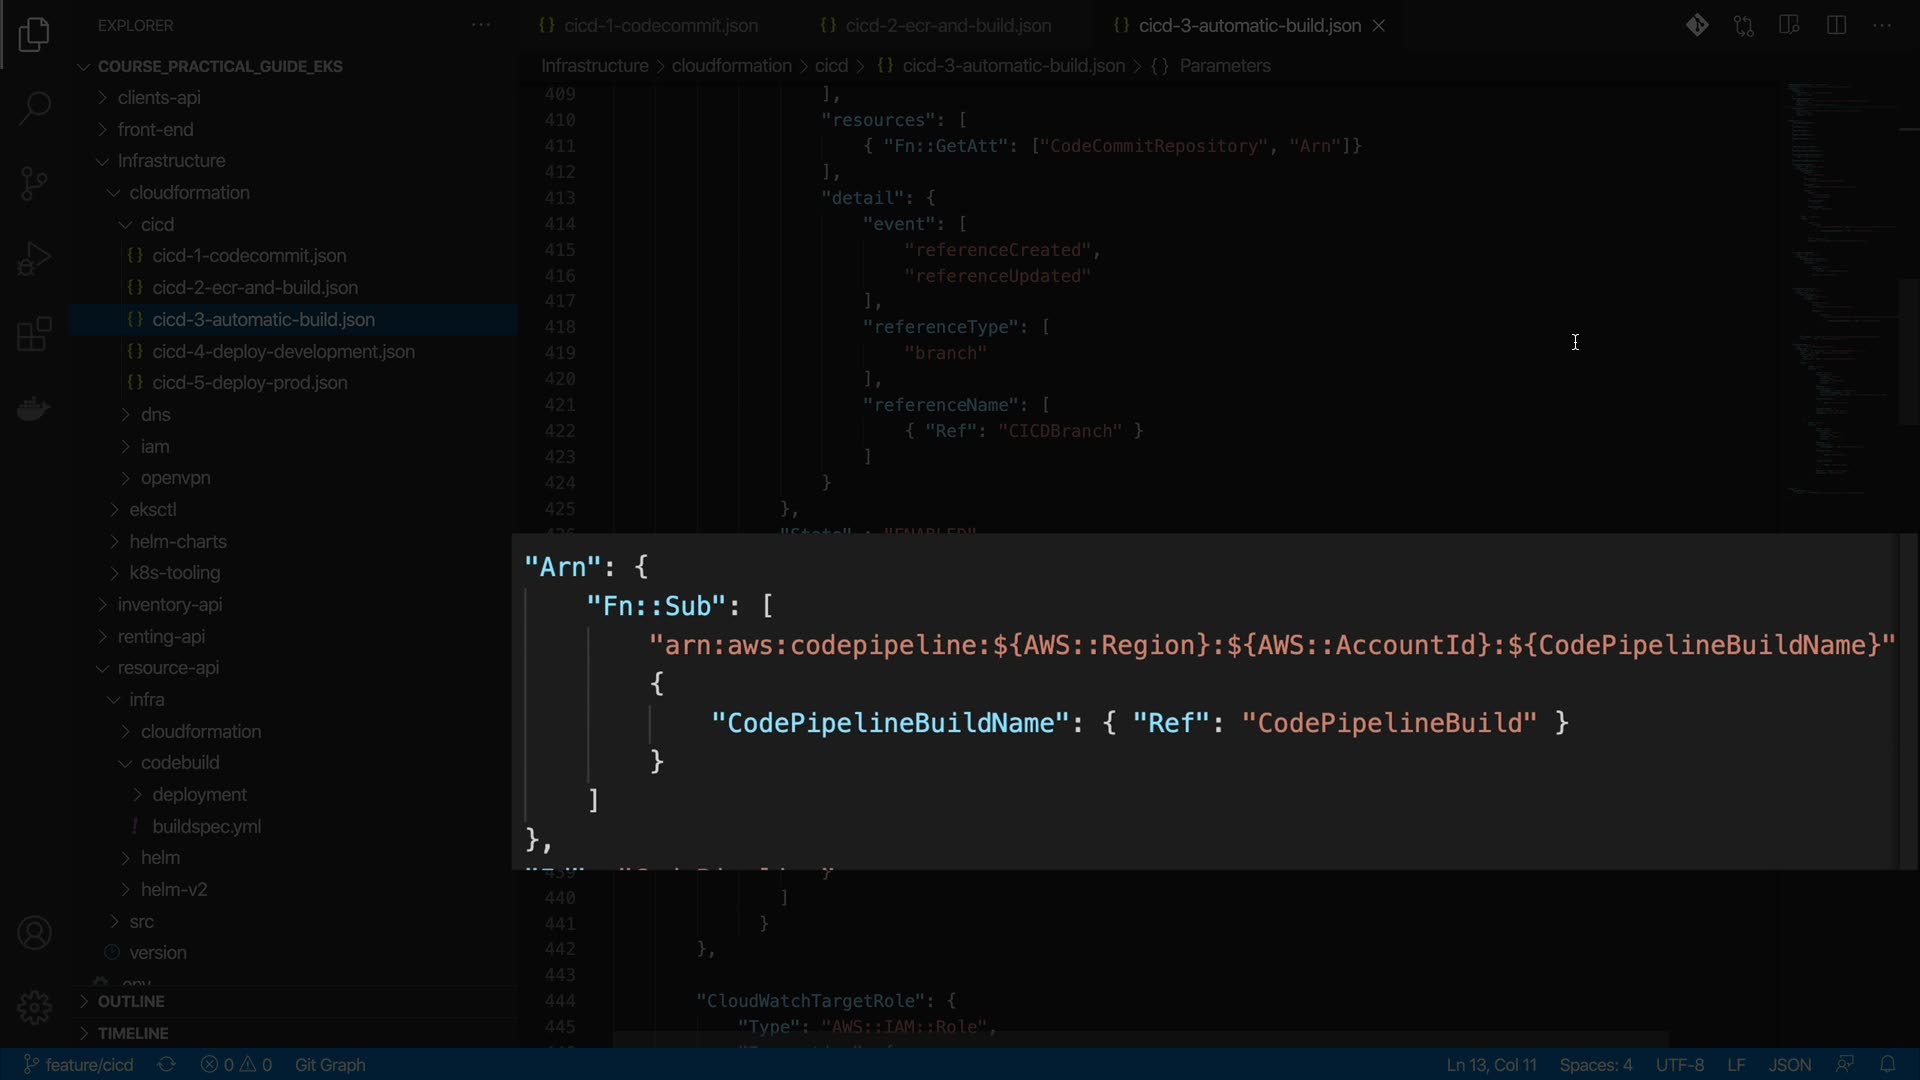 EXPLORER
COURSE_PRACTICAL_GUIDE_EKS
clients-api
front-end
Infrastructure
cloudformation
cicd
cicd-1-codecommit.json
cicd-2-ecr-and-build.json
cicd-3-automatic-build.json
cicd-4-deploy-development.json
cicd-5-deploy-prod.json
dns
iam
openvpn
eksctl
helm-charts
k8s-tooling
inventory-api
renting-api
resource-api
infra
cloudformation
codebuild
deployment
buildspec.yml
helm
helm-v2
src
version
OUTLINE
TIMELINE
cicd-1-codecommit.json
cicd-2-ecr-and-build.json
cicd-3-automatic-build.json
Infrastructure > cloudformation > cicd > {} cicd-3-automatic-build.json > {} Parameters
409 ],
410 "resources": [
411 { "Fn::GetAtt": ["CodeCommitRepository", "Arn"]}
412 ],
413 "detail": {
414 "event": [
415 "referenceCreated",
416 "referenceUpdated"
417 ],
418 "referenceType": [
419 "branch"
420 ],
421 "referenceName": [
422 { "Ref": "CICDBranch" }
423 ]
424 }
425 },
"State" : "ENABLED"
"Arn": {
"Fn::Sub": [
"arn:aws:codepipeline:${AWS::Region}:${AWS::AccountId}:${CodePipelineBuildName}"
{
"CodePipelineBuildName": { "Ref": "CodePipelineBuild" }
}
]
},
439 }
440 ]
441 }
442 },
443
444 "CloudWatchTargetRole": {
445 "Type": "AWS::IAM::Role",
feature/cicd 0 0 Git Graph
Ln 13, Col 11 Spaces: 4 UTF-8 LF JSON